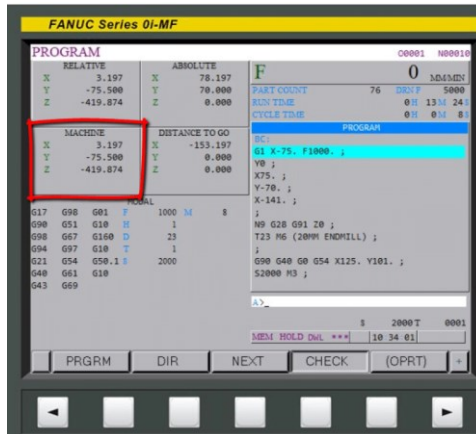 FANUC Series 0i-MF
PROGRAM O0001 N00010
RELATIVE ABSOLUTE F 0 MM/MIN
X 3.197 X 78.197
Y -75.500 Y 70.000
Z -419.874 Z 0.000
PART COUNT 76 DRN F 5000
RUN TIME 0H 13M 24S
CYCLE TIME 0H 0M 8S
MACHINE DISTANCE TO GO
X 3.197 X -153.197
Y -75.500 Y 0.000
Z -419.874 Z 0.000
PROGRAM
BC:
G1 X-75. F1000. ;
Y0 ;
X75. ;
Y-70. ;
X-141. ;
;
N9 G28 G91 Z0 ;
T23 M6 (20MM ENDMILL) ;
;
G90 G40 G0 G54 X125. Y101. ;
S2000 M3 ;
MODAL
G17 G98 G01 F 1000 M 8
G90 G51 G10 H 1
G98 G67 G160 D 23
G94 G97 G10 T 1
G21 G54 G50.1 S 2000
G40 G61 G10
G43 G69
A>_
S 2000 T 0001
MEM HOLD DWL *** 10 34 01
PRGRM DIR NEXT CHECK (OPRT) +